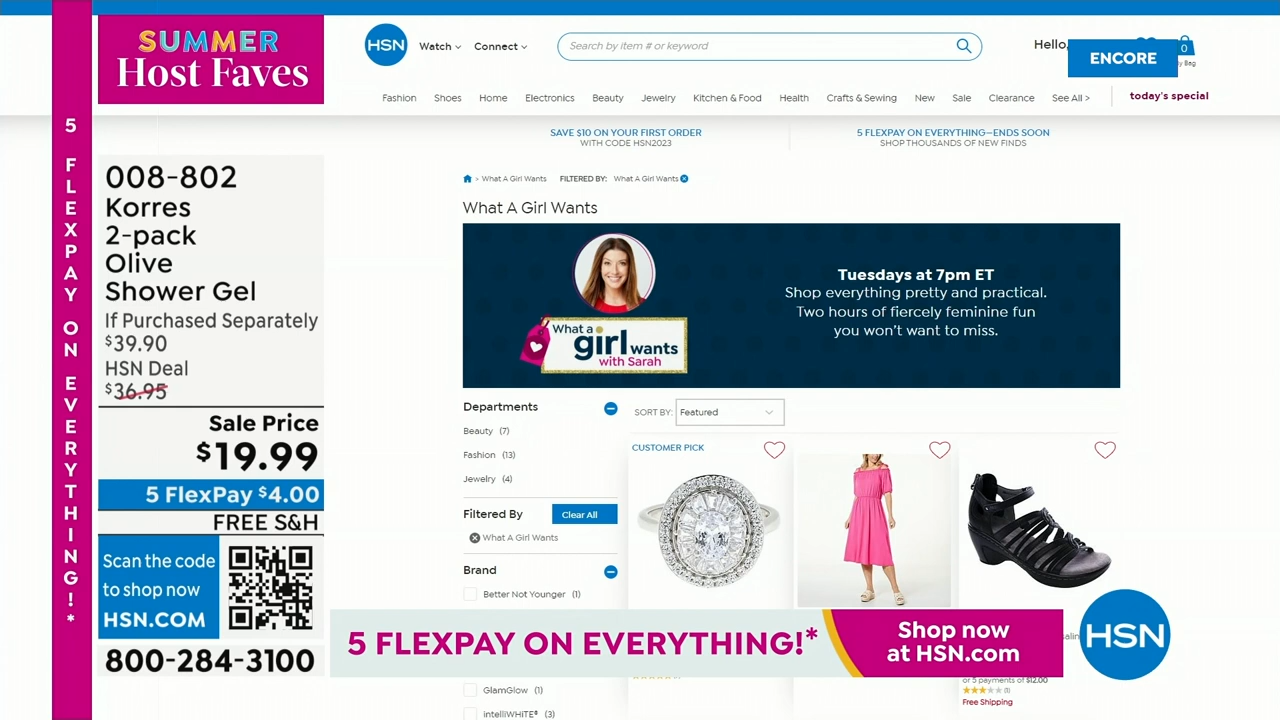 SUMMER
Host Faves
5 FLEXPAY ON EVERYTHING!*
008-802
Korres
2-pack
Olive
Shower Gel
If Purchased Separately
$39.90
HSN Deal
$36.95
Sale Price
$19.99
5 FlexPay $4.00
FREE S&H
Scan the code
to shop now
HSN.COM
800-284-3100
HSN
Watch
Connect
Search by item # or keyword
Hello,
0
ENCORE
Bag
Fashion Shoes Home Electronics Beauty Jewelry Kitchen & Food Health Crafts & Sewing New Sale Clearance See All > today's special
SAVE $10 ON YOUR FIRST ORDER
WITH CODE HSN2023
5 FLEXPAY ON EVERYTHING—ENDS SOON
SHOP THOUSANDS OF NEW FINDS
> What A Girl Wants FILTERED BY: What A Girl Wants
What A Girl Wants
What a
girl wants
with Sarah
Tuesdays at 7pm ET
Shop everything pretty and practical.
Two hours of fiercely feminine fun
you won't want to miss.
Departments
Beauty (7)
Fashion (13)
Jewelry (4)
Filtered By Clear All
What A Girl Wants
Brand
Better Not Younger (1)
GlamGlow (1)
intelliWHiTE® (3)
SORT BY: Featured
CUSTOMER PICK
or 5 payments of $12.00
(1)
Free Shipping
5 FLEXPAY ON EVERYTHING!*
Shop now
at HSN.com
HSN